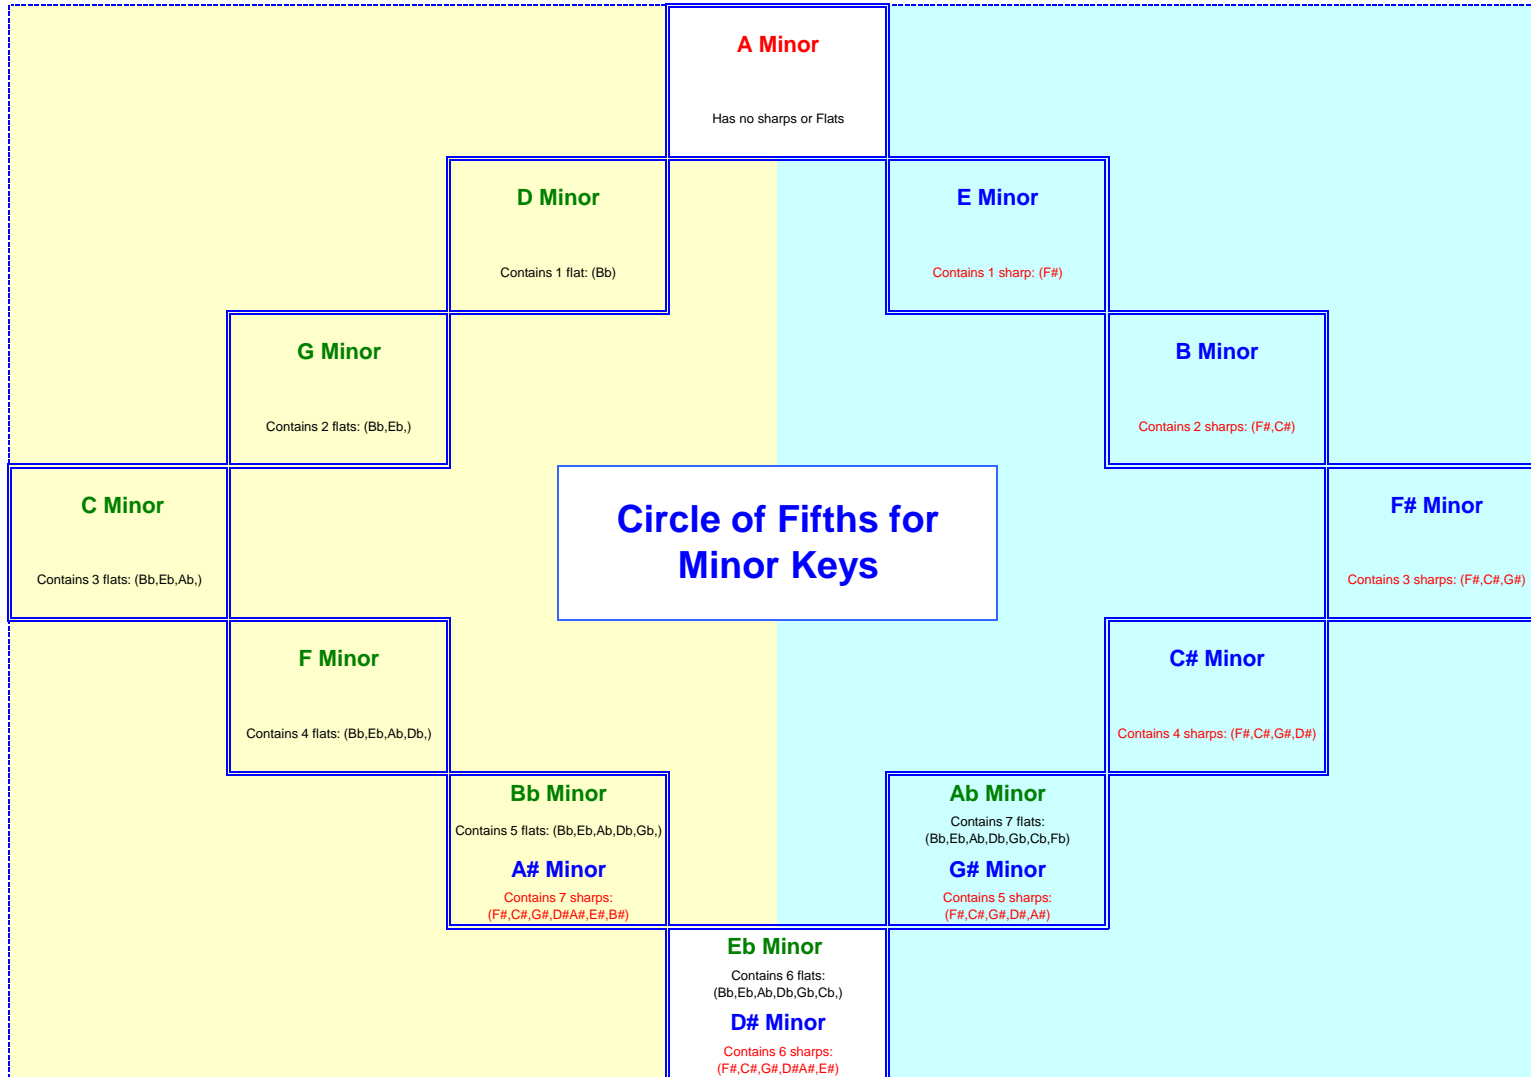 A Minor
Has no sharps or Flats
D Minor
E Minor
Contains 1 flat: (Bb)
Contains 1 sharp: (F#)
G Minor
B Minor
Contains 2 flats: (Bb,Eb,)
Contains 2 sharps: (F#,C#)
C Minor
Circle of Fifths for
Minor Keys
F# Minor
Contains 3 flats: (Bb,Eb,Ab,)
Contains 3 sharps: (F#,C#,G#)
F Minor
C# Minor
Contains 4 flats: (Bb,Eb,Ab,Db,)
Contains 4 sharps: (F#,C#,G#,D#)
Bb Minor
Contains 5 flats: (Bb,Eb,Ab,Db,Gb,)
A# Minor
Contains 7 sharps:
(F#,C#,G#,D#A#,E#,B#)
Ab Minor
Contains 7 flats:
(Bb,Eb,Ab,Db,Gb,Cb,Fb)
G# Minor
Contains 5 sharps:
(F#,C#,G#,D#,A#)
Eb Minor
Contains 6 flats:
(Bb,Eb,Ab,Db,Gb,Cb,)
D# Minor
Contains 6 sharps:
(F#,C#,G#,D#A#,E#)